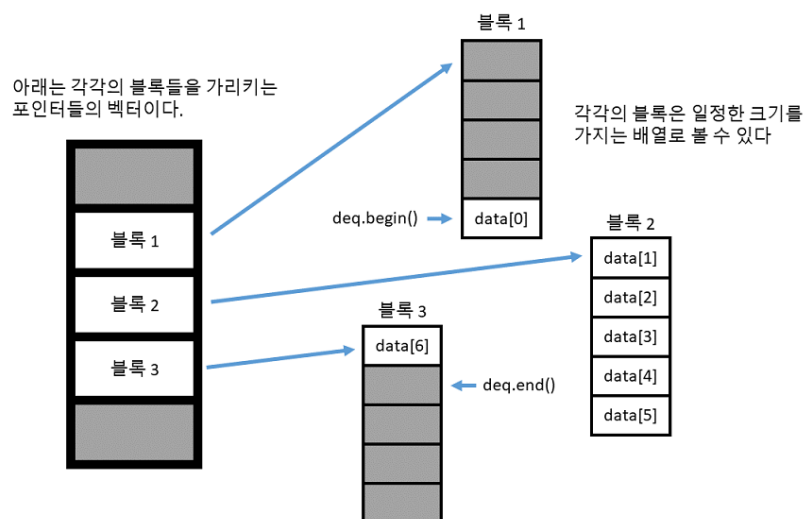 아래는 각각의 블록들을 가리키는
포인터들의 벡터이다.
블록 1
블록 2
블록 3
블록 1
deq.begin()
data[0]
각각의 블록은 일정한 크기를
가지는 배열로 볼 수 있다
블록 2
data[1]
data[2]
data[3]
data[4]
data[5]
블록 3
data[6]
deq.end()